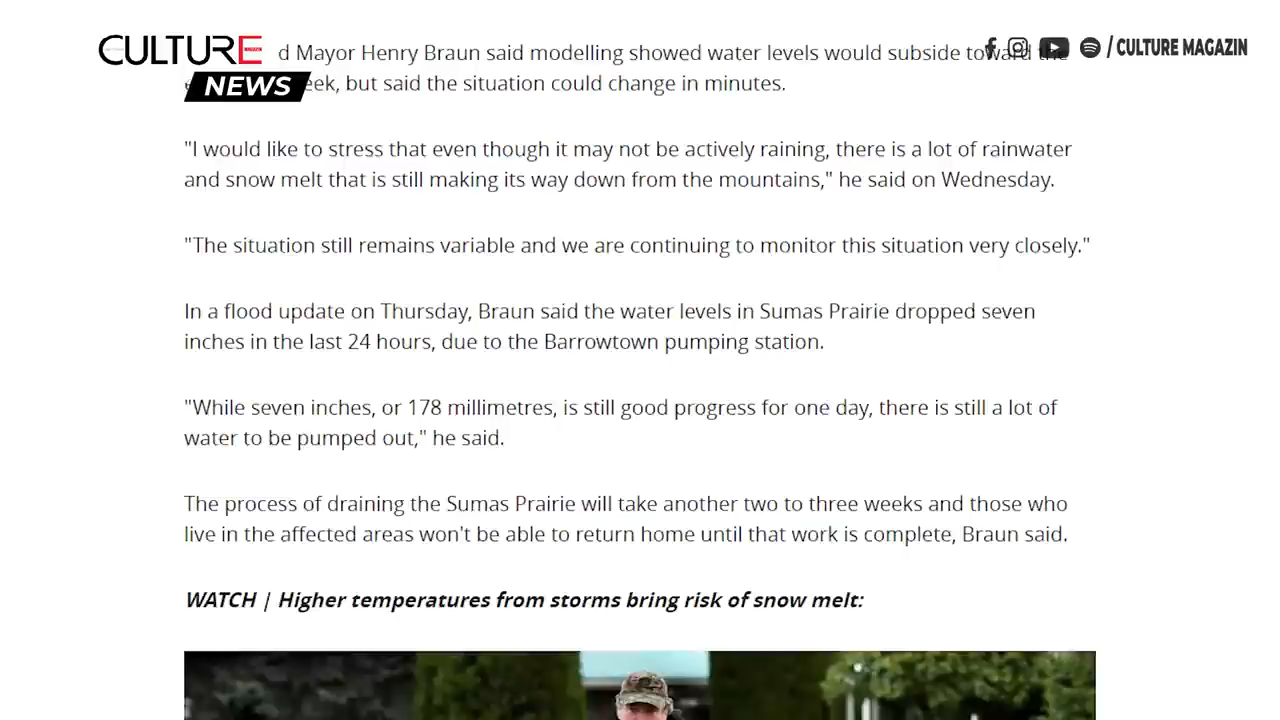 CULTURE
NEWS
/ CULTURE MAGAZIN
d Mayor Henry Braun said modelling showed water levels would subside toward the
eek, but said the situation could change in minutes.
"I would like to stress that even though it may not be actively raining, there is a lot of rainwater
and snow melt that is still making its way down from the mountains," he said on Wednesday.
"The situation still remains variable and we are continuing to monitor this situation very closely."
In a flood update on Thursday, Braun said the water levels in Sumas Prairie dropped seven
inches in the last 24 hours, due to the Barrowtown pumping station.
"While seven inches, or 178 millimetres, is still good progress for one day, there is still a lot of
water to be pumped out," he said.
The process of draining the Sumas Prairie will take another two to three weeks and those who
live in the affected areas won't be able to return home until that work is complete, Braun said.
WATCH | Higher temperatures from storms bring risk of snow melt: